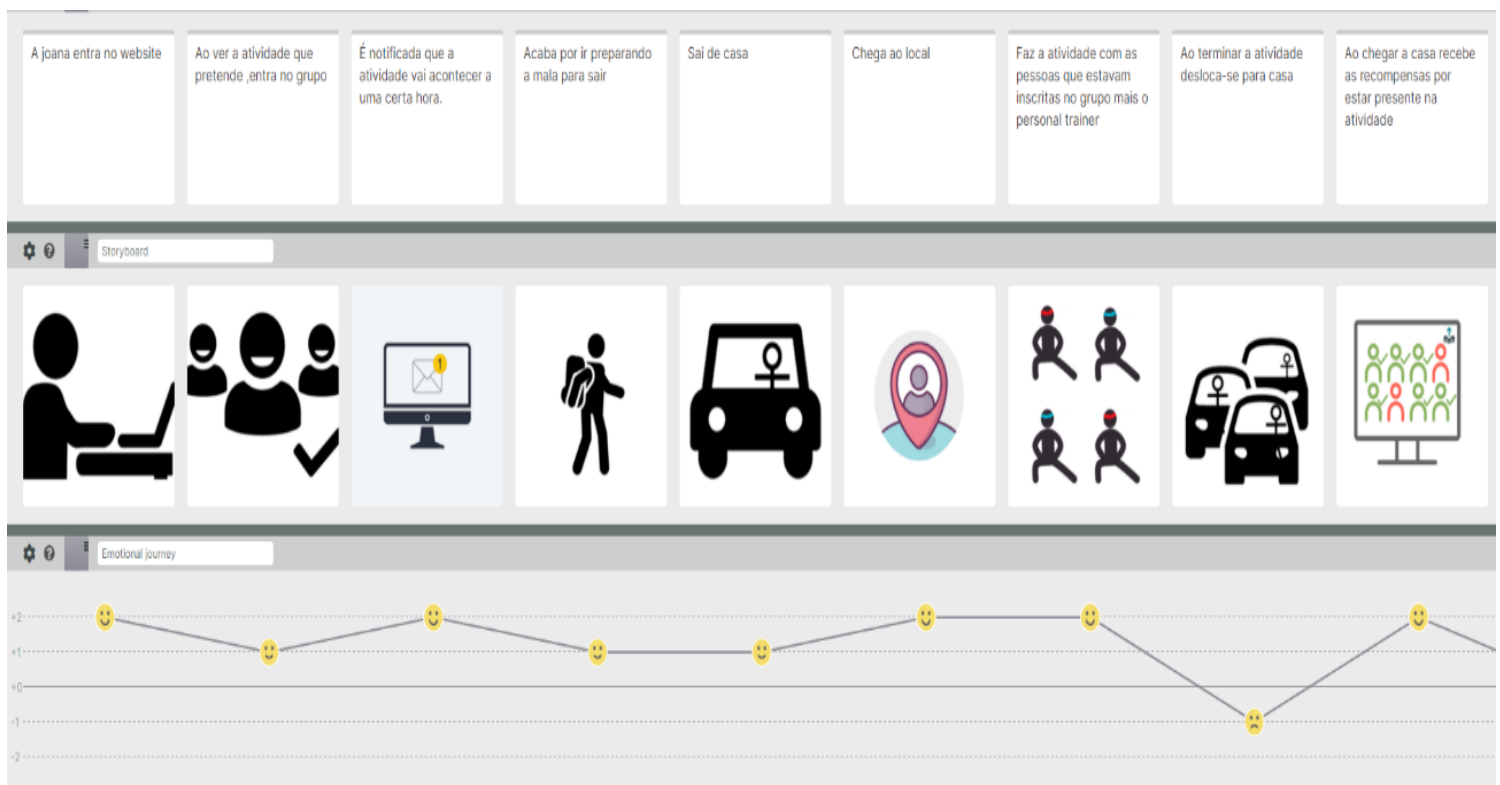 A joana entra no website
Ao ver a atividade que
pretende ,entra no grupo
É notificada que a
atividade vai acontecer a
uma certa hora.
Acaba por ir preparando
a mala para sair
Sai de casa
Chega ao local
Faz a atividade com as
pessoas que estavam
inscritas no grupo mais o
personal trainer
Ao terminar a atividade
desloca-se para casa
Ao chegar a casa recebe
as recompensas por
estar presente na
atividade
Storyboard
1
Emotional journey
+2
+1
+0
-1
-2